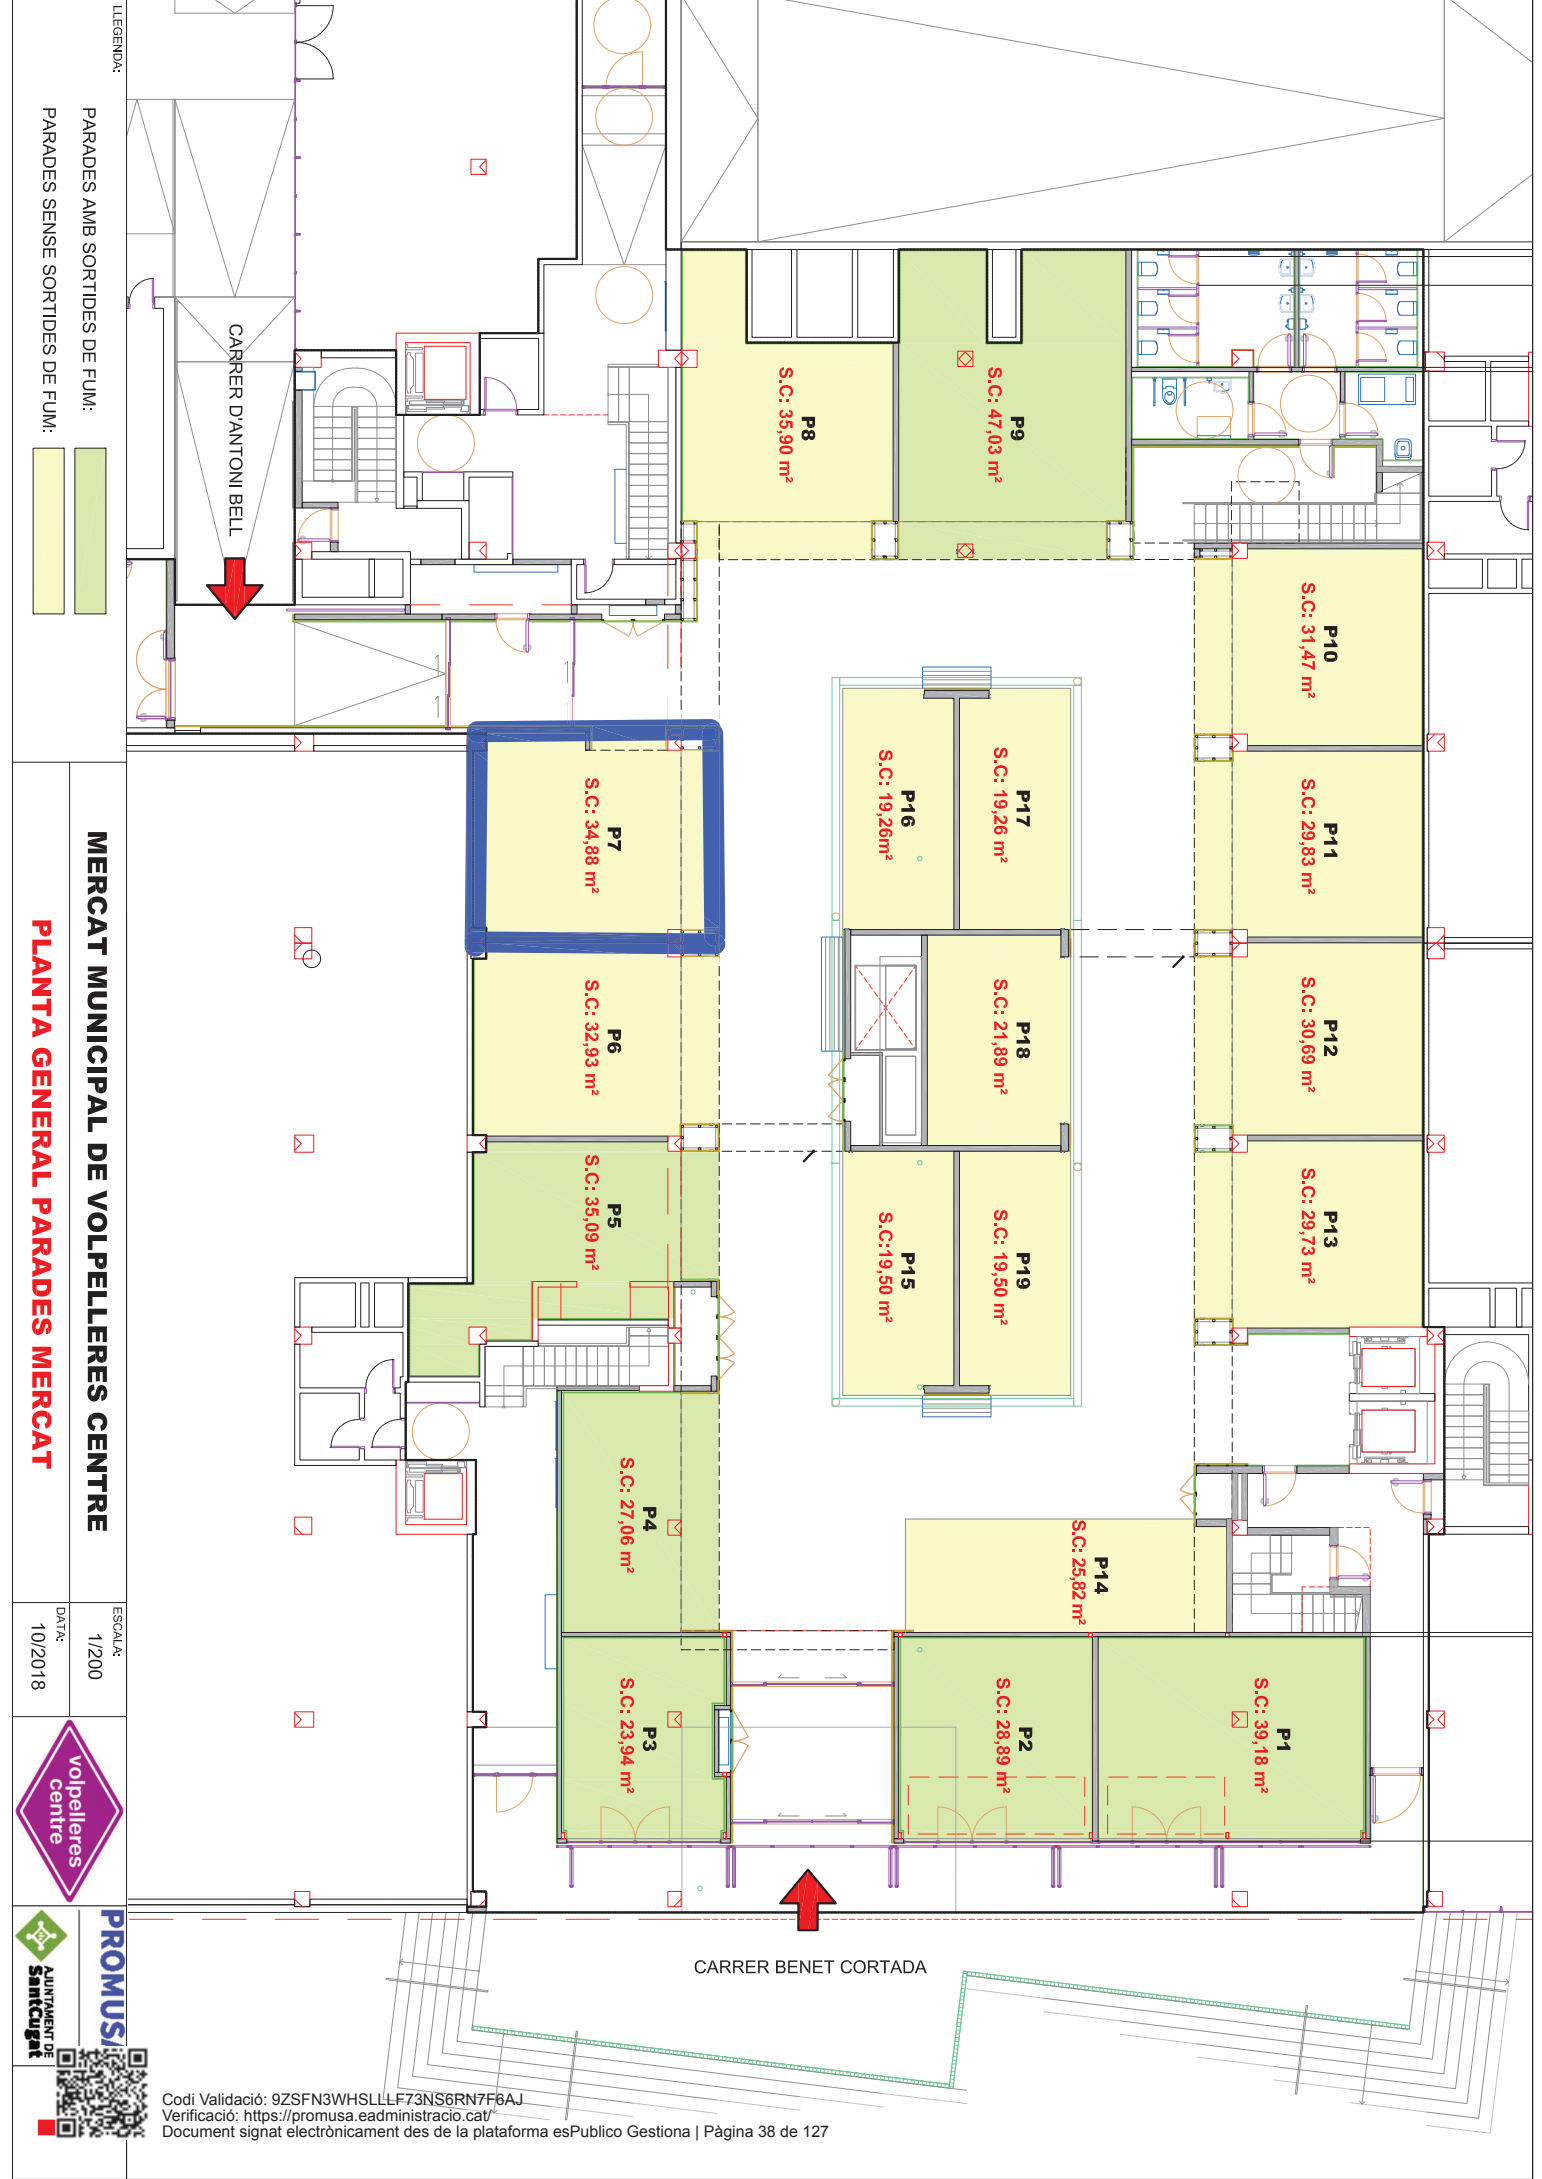 LLEGENDA:
PARADES AMB SORTIDES DE FUM:
PARADES SENSE SORTIDES DE FUM:
CARRER D'ANTONI BELL
P8
S.C: 35,90 m²
P9
S.C: 47,03 m²
P10
S.C: 31,47 m²
P11
S.C: 29,83 m²
P12
S.C: 30,69 m²
P13
S.C: 29,73 m²
P17
S.C: 19,26 m²
P16
S.C: 19,26m²
P18
S.C: 21,89 m²
P19
S.C: 19,50 m²
P15
S.C:19,50 m²
P7
S.C: 34,88 m²
P6
S.C: 32,93 m²
P5
S.C: 35,09 m²
P4
S.C: 27,06 m²
P14
S.C: 25,82 m²
P3
S.C: 23,94 m²
P2
S.C: 28,89 m²
P1
S.C: 39,18 m²
CARRER BENET CORTADA
MERCAT MUNICIPAL DE VOLPELLERES CENTRE
PLANTA GENERAL PARADES MERCAT
ESCALA:
1/200
DATA:
10/2018
volpelleres
centre
PROMUSA
AJUNTAMENT DE
SantCugat
Codi Validació: 9ZSFN3WHSLLLF73NS6RN7F6AJ
Verificació: https://promusa.eadministracio.cat/
Document signat electrònicament des de la plataforma esPublico Gestiona | Pàgina 38 de 127